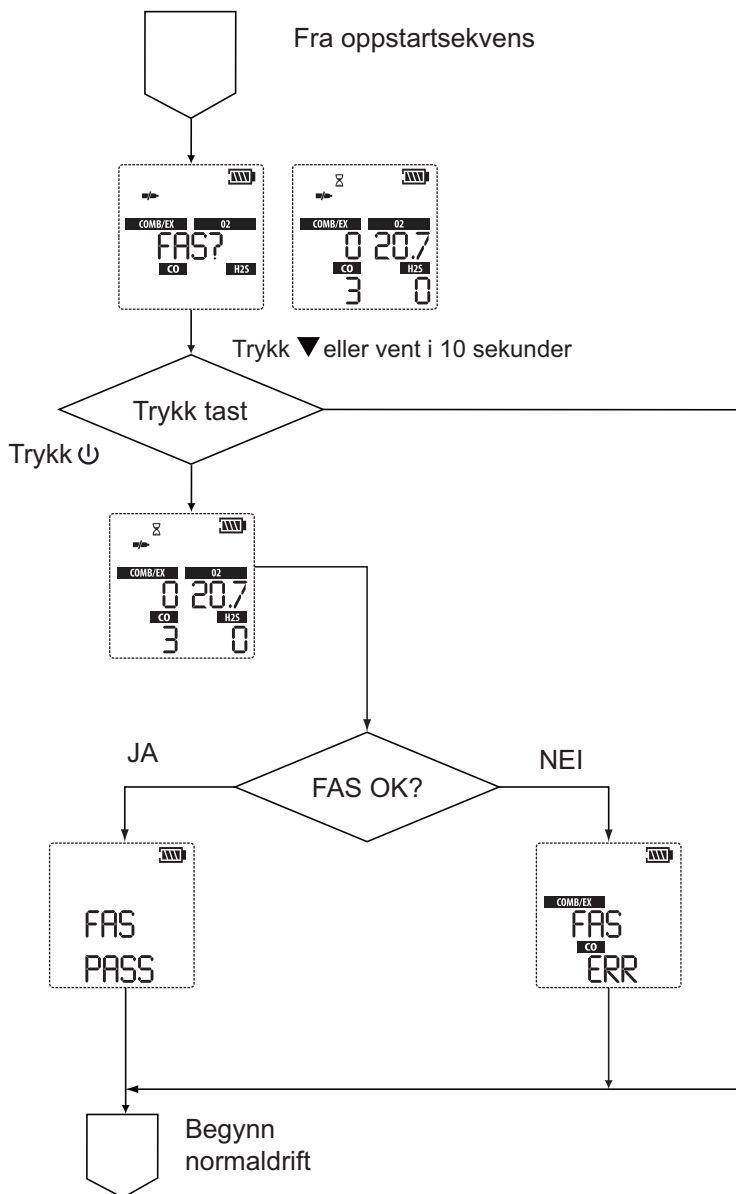 Fra oppstartsekvens
COMB/EX O2
FAS?
CO H2S
COMB/EX O2
0 20.7
CO H2S
3 0
Trykk ▼ eller vent i 10 sekunder
Trykk tast
Trykk ⏻
COMB/EX O2
0 20.7
CO H2S
3 0
FAS OK?
JA
NEI
FAS
PASS
COMB/EX
FAS
CO
ERR
Begynn
normaldrift